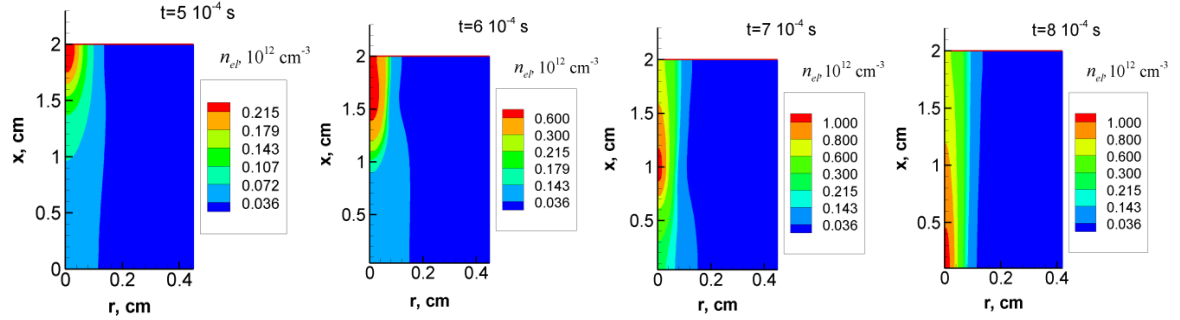 t=5 10⁻⁴ s
n_el, 10¹² cm⁻³
0.215
0.179
0.143
0.107
0.072
0.036
x, cm
2
1.5
1
0.5
0
0 0.2 0.4
r, cm
t=6 10⁻⁴ s
n_el, 10¹² cm⁻³
0.600
0.300
0.215
0.179
0.143
0.036
x, cm
2
1.5
1
0.5
0 0.2 0.4
r, cm
t=7 10⁻⁴ s
n_el, 10¹² cm⁻³
1.000
0.800
0.600
0.300
0.215
0.143
0.036
x, cm
2
1.5
1
0.5
0 0.2 0.4
r, cm
t=8 10⁻⁴ s
n_el, 10¹² cm⁻³
1.000
0.800
0.600
0.300
0.215
0.143
0.036
x, cm
2
1.5
1
0.5
0 0.2 0.4
r, cm